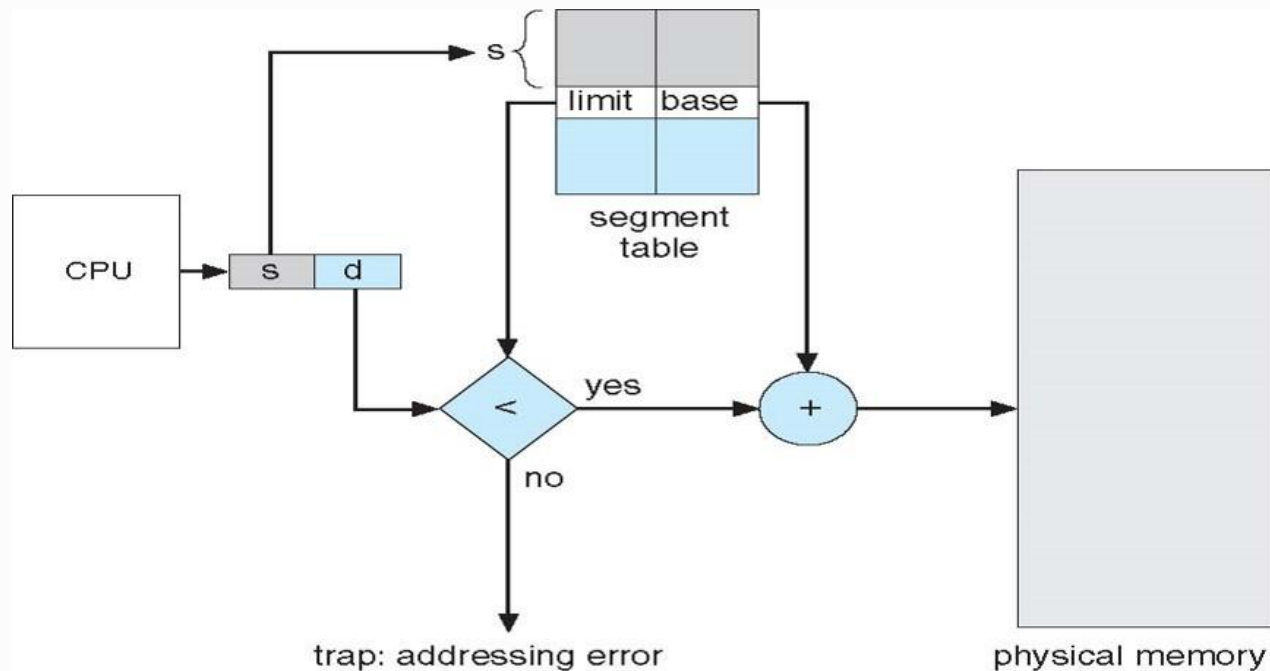 s
limit base
segment
table
CPU
s d
<
yes
+
no
trap: addressing error
physical memory